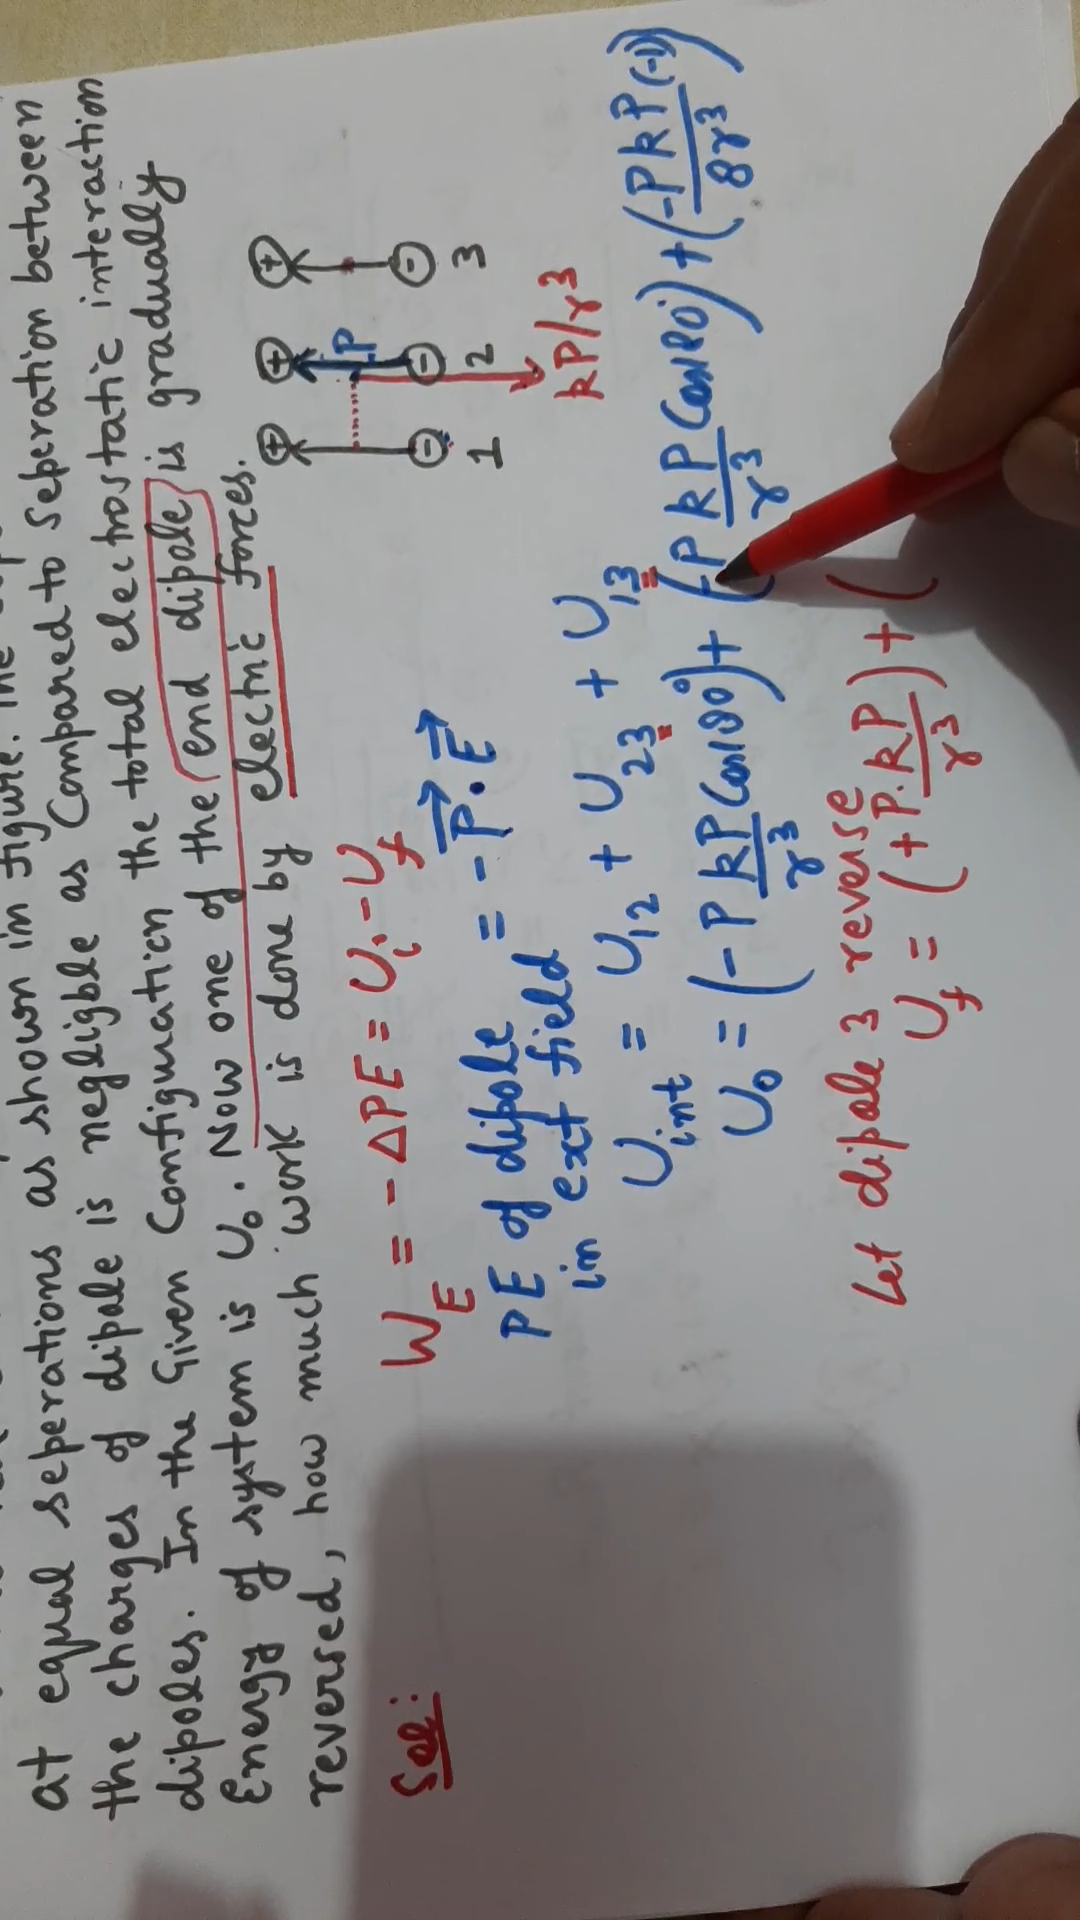 at equal seperations as shown in figure. The
the charges of dipole is negligble as Compared to seperation between
dipoles. In the Given Configuration the total electrostatic interaction
Energy of system is U₀. Now one of the (end dipole) is gradually
reversed, how much work is done by electric forces.
Sol:
W_E = -ΔPE = U_i - U_f
PE of dipole = -P⃗.E⃗
in ext field
U_int = U₁₂ + U₂₃ + U₁₃
U₀ = (-P kP/r³ Cos180°) + (-P kP/r³ Cos180°) + (-PkP(-1)/8r³)
Let dipole 3 reverse
U_f = (+P.kP/r³) + (
+ + +
P
- - -
1 2 3
kP/r³